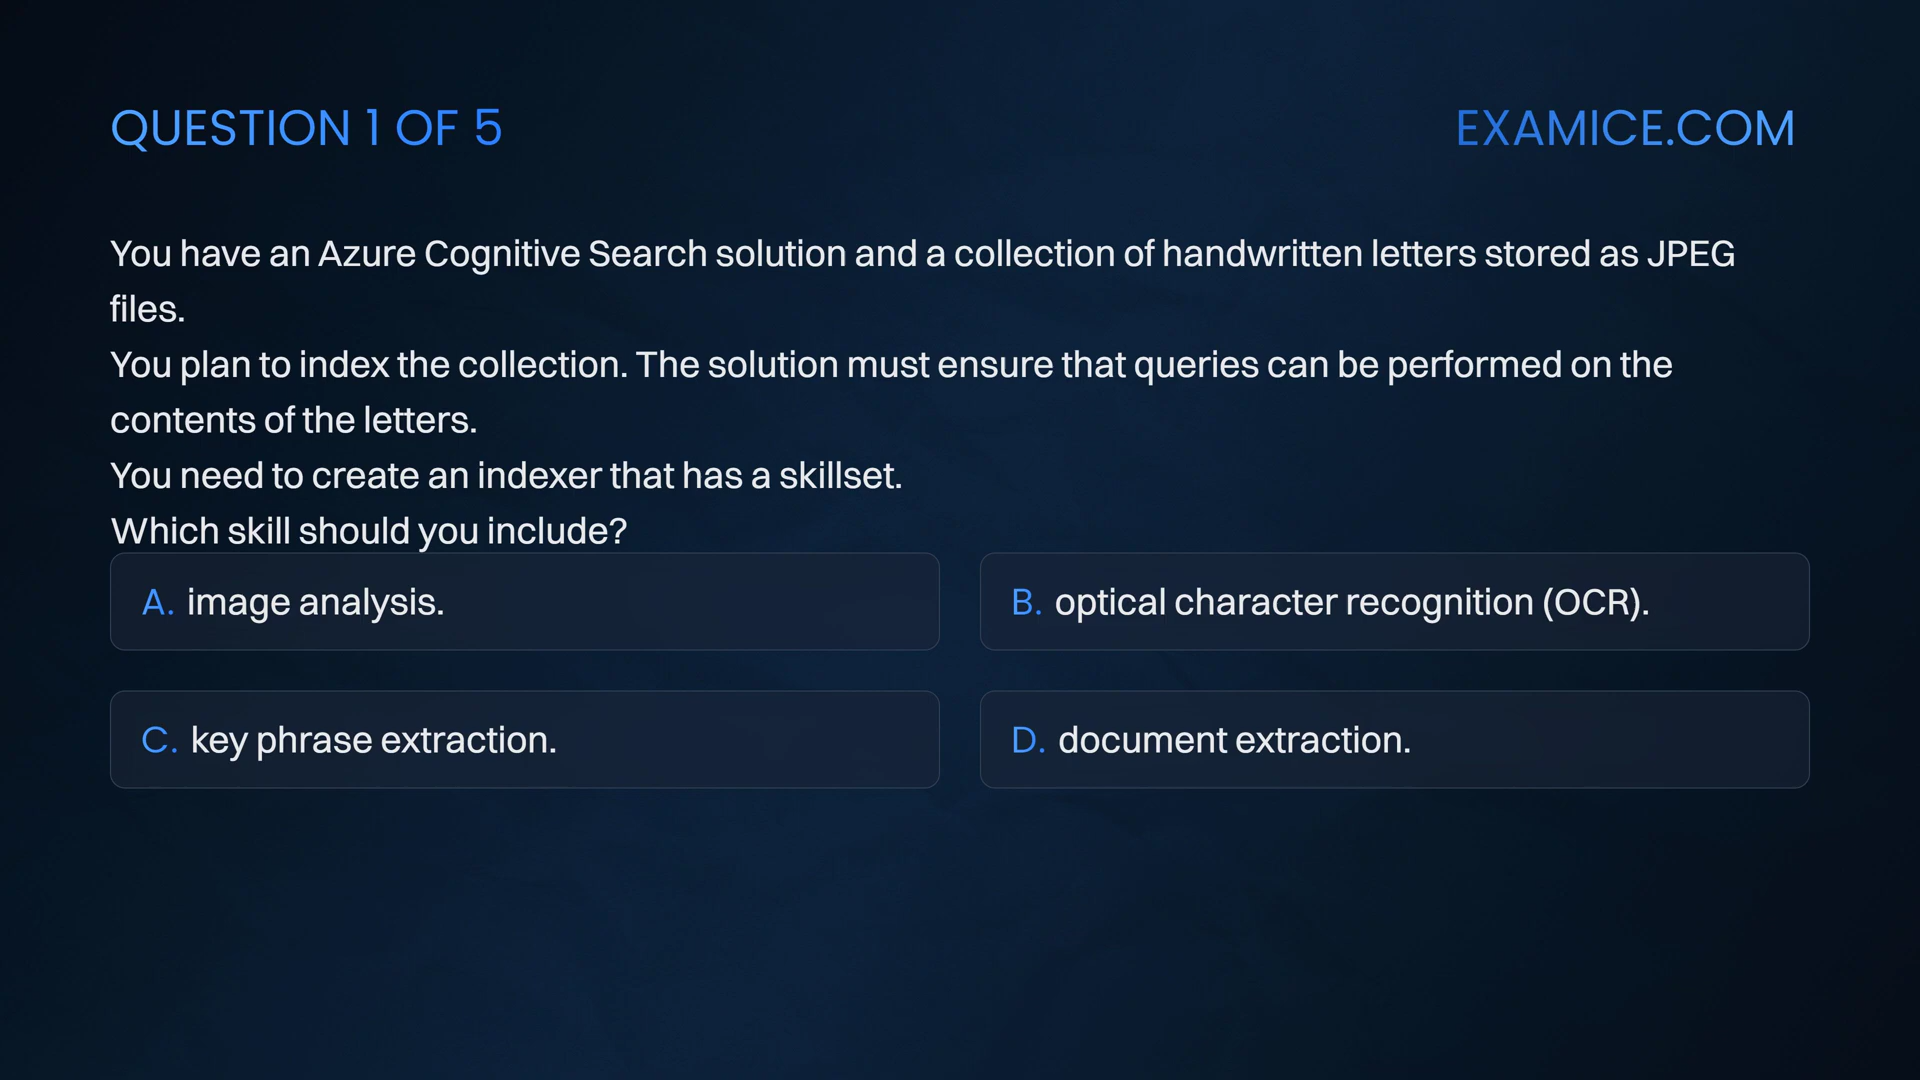 QUESTION 1 OF 5
EXAMICE.COM
You have an Azure Cognitive Search solution and a collection of handwritten letters stored as JPEG
files.
You plan to index the collection. The solution must ensure that queries can be performed on the
contents of the letters.
You need to create an indexer that has a skillset.
Which skill should you include?
A. image analysis.
B. optical character recognition (OCR).
C. key phrase extraction.
D. document extraction.